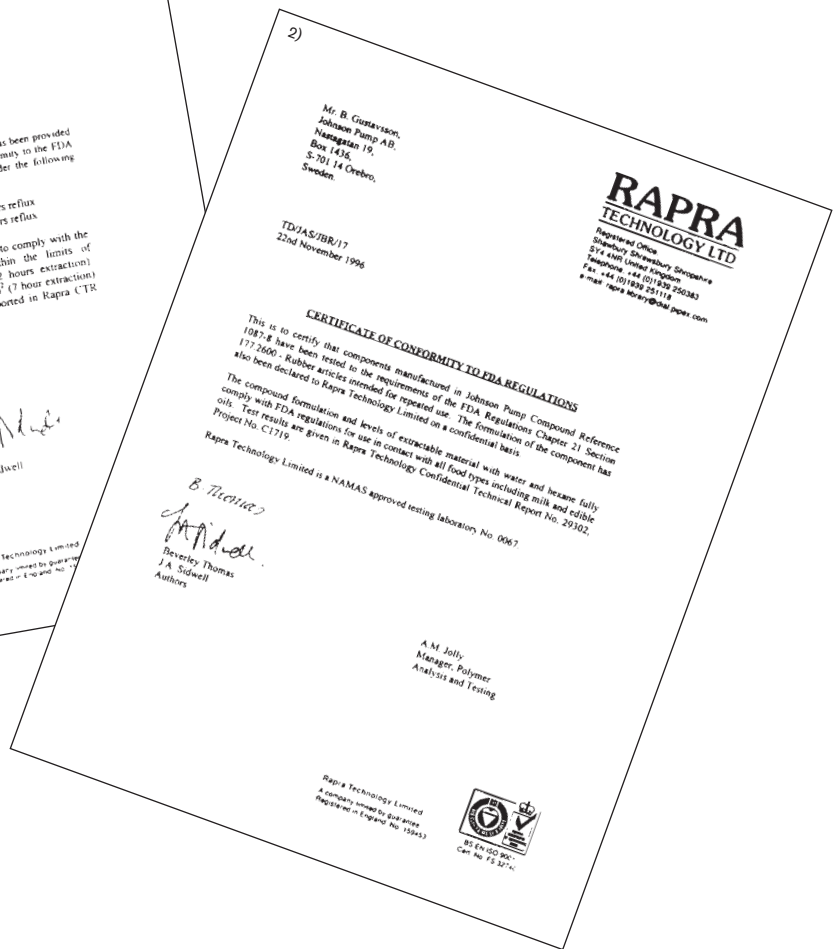 s been provided
mity to the FDA
der the following
s reflux
rs reflux
to comply with the
thin the limits of
hours extraction)
(7 hour extraction)
orted in Rapra CTR
dwell
Technology Limited
2)
Mr. B. Gustavsson,
Johnson Pump AB,
Nastagatan 19,
Box 1436,
S-701 14 Orebro,
Sweden.
RAPRA
TECHNOLOGY LTD
Registered Office
Shawbury Shrewsbury Shropshire
SY4 4NR United Kingdom
Telephone. +44 (0)1939 250383
Fax. +44 (0)1939 251118
e-mail. rapra library@dial.pipex.com
TD/JAS/JBR/17
22nd November 1996
CERTIFICATE OF CONFORMITY TO FDA REGULATIONS
This is to certify that components manufactured in Johnson Pump Compound Reference
1087-8 have been tested to the requirements of the FDA Regulations Chapter 21 Section
177.2600 - Rubber articles intended for repeated use. The formulation of the component has
also been declared to Rapra Technology Limited on a confidential basis.
The compound formulation and levels of extractable material with water and hexane fully
comply with FDA regulations for use in contact with all food types including milk and edible
oils. Test results are given in Rapra Technology Confidential Technical Report No. 29302,
Project No. C1719.
Rapra Technology Limited is a NAMAS approved testing laboratory No. 0067
B. Thomas
Beverley Thomas
J.A. Sidwell
Authors
A.M. Jolly
Manager, Polymer
Analysis and Testing
Rapra Technology Limited
A company limited by guarantee
Registered in England. No.
BS EN ISO
Cert. No. FS